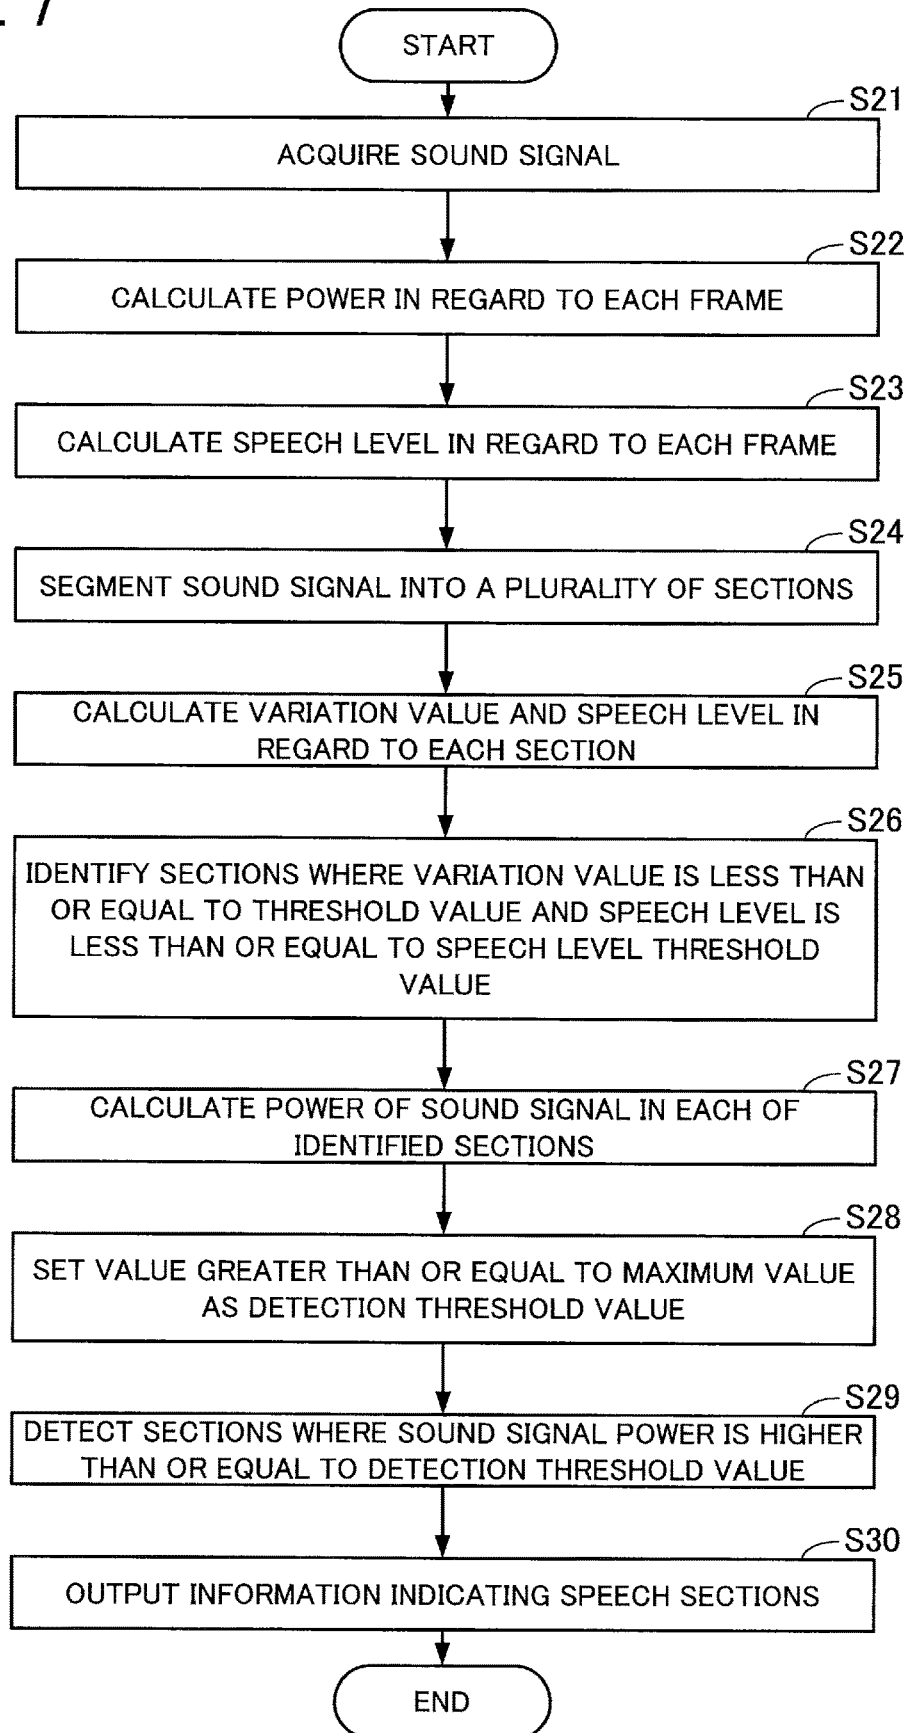 START
S21
ACQUIRE SOUND SIGNAL
S22
CALCULATE POWER IN REGARD TO EACH FRAME
S23
CALCULATE SPEECH LEVEL IN REGARD TO EACH FRAME
S24
SEGMENT SOUND SIGNAL INTO A PLURALITY OF SECTIONS
S25
CALCULATE VARIATION VALUE AND SPEECH LEVEL IN
REGARD TO EACH SECTION
S26
IDENTIFY SECTIONS WHERE VARIATION VALUE IS LESS THAN
OR EQUAL TO THRESHOLD VALUE AND SPEECH LEVEL IS
LESS THAN OR EQUAL TO SPEECH LEVEL THRESHOLD
VALUE
S27
CALCULATE POWER OF SOUND SIGNAL IN EACH OF
IDENTIFIED SECTIONS
S28
SET VALUE GREATER THAN OR EQUAL TO MAXIMUM VALUE
AS DETECTION THRESHOLD VALUE
S29
DETECT SECTIONS WHERE SOUND SIGNAL POWER IS HIGHER
THAN OR EQUAL TO DETECTION THRESHOLD VALUE
S30
OUTPUT INFORMATION INDICATING SPEECH SECTIONS
END